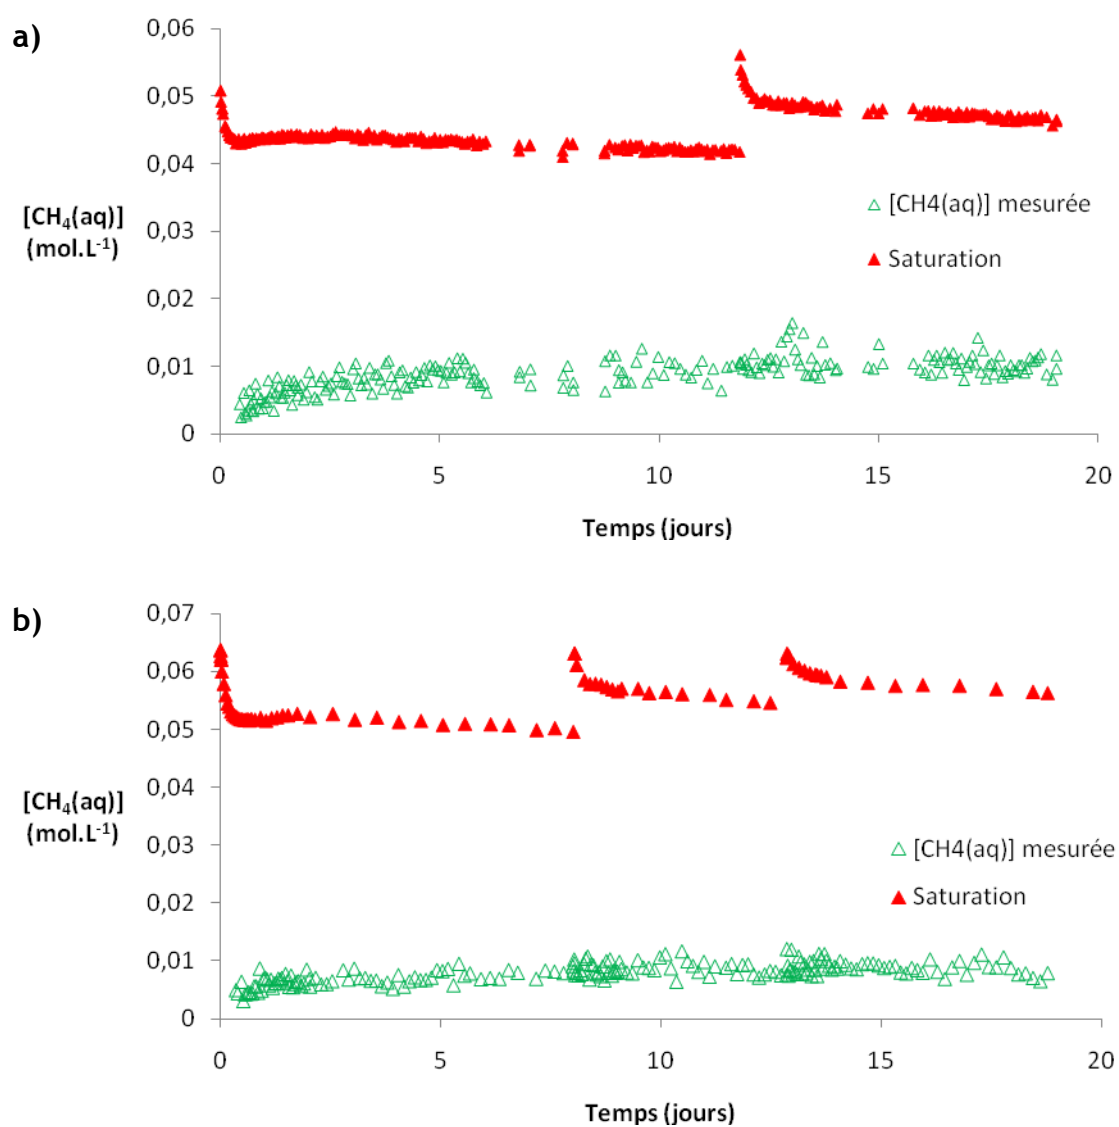 a)
0,06
0,05
0,04
0,03
0,02
0,01
0
[CH₄(aq)]
(mol.L⁻¹)
[CH4(aq)] mesurée
Saturation
0 5 10 15 20
Temps (jours)
b)
0,07
0,06
0,05
0,04
0,03
0,02
0,01
0
[CH₄(aq)]
(mol.L⁻¹)
[CH4(aq)] mesurée
Saturation
0 5 10 15 20
Temps (jours)